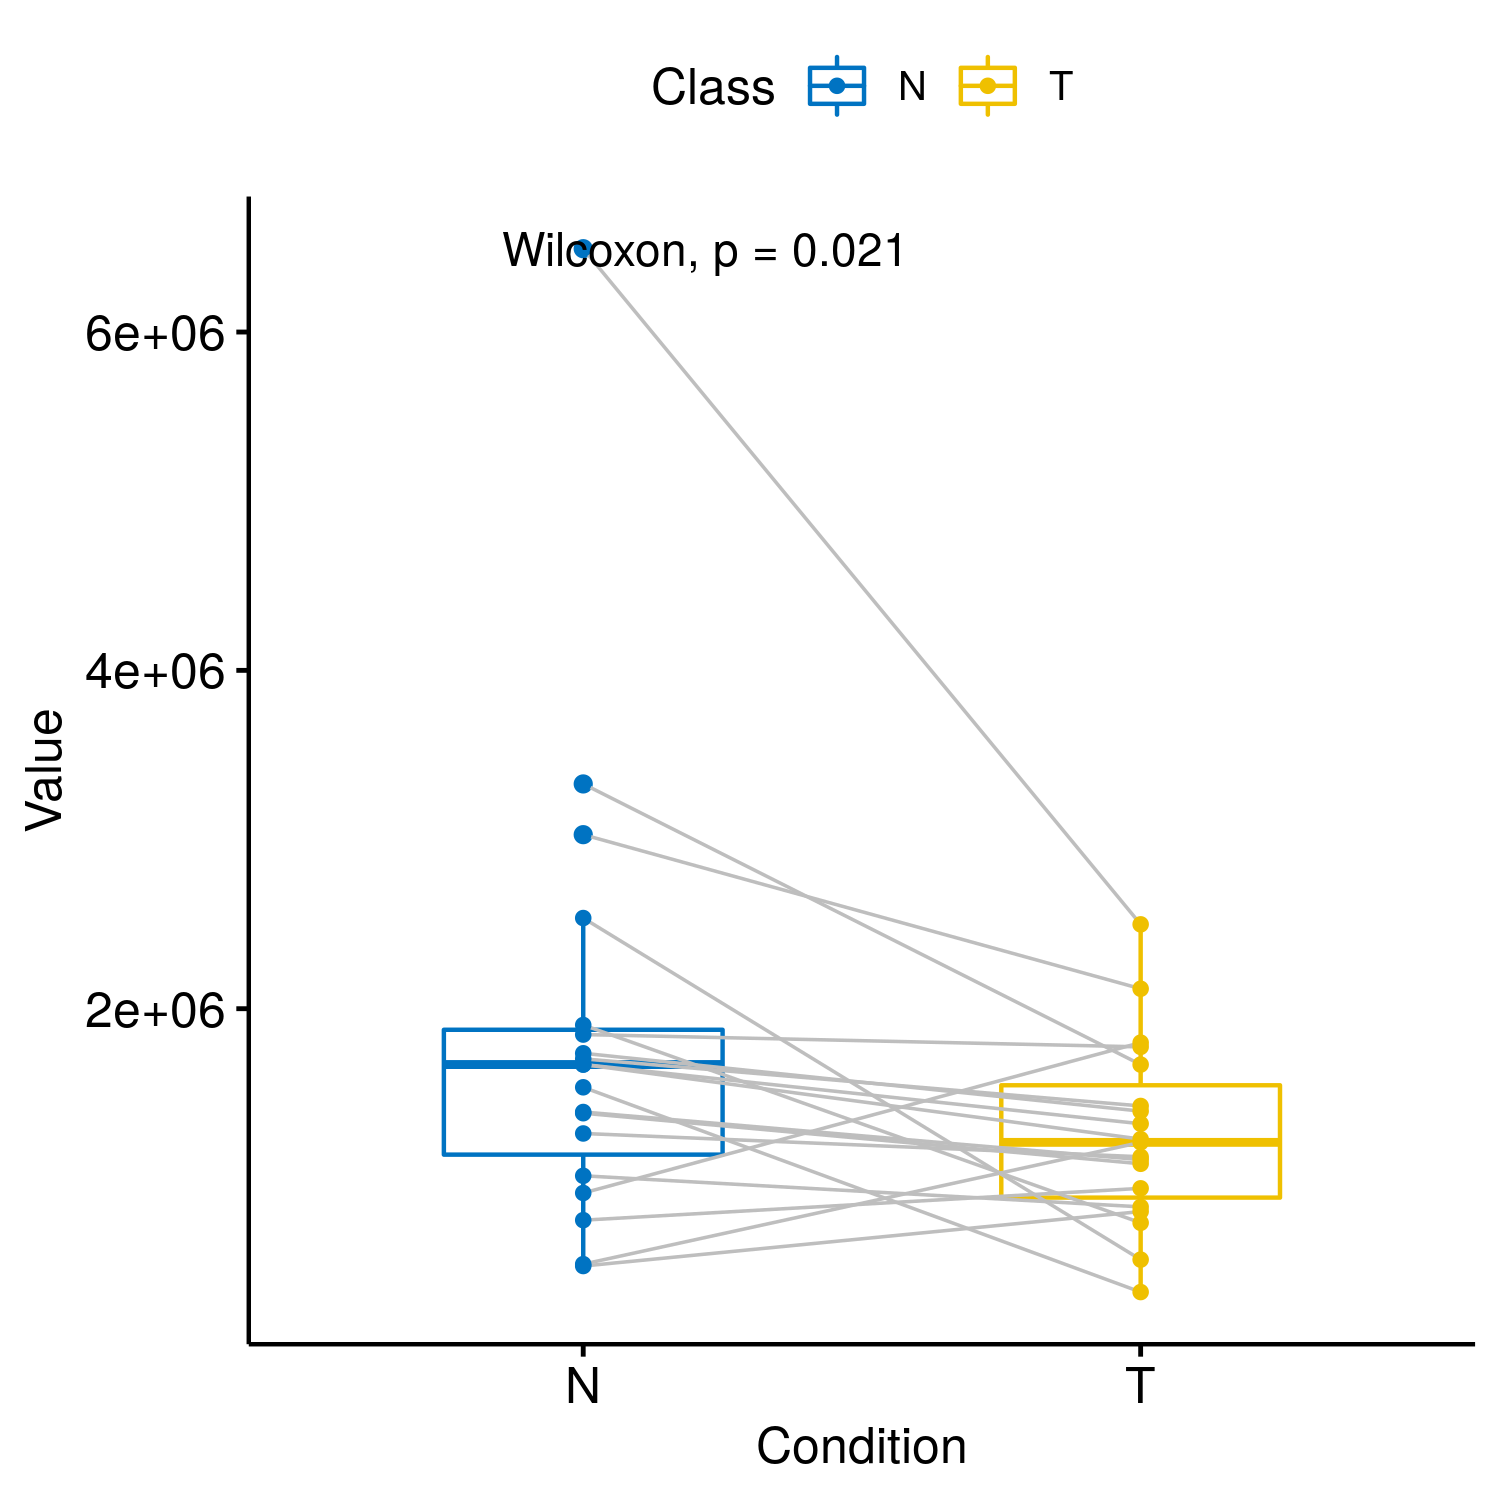 Class N T
Wilcoxon, p = 0.021
6e+06
4e+06
2e+06
Value
N T
Condition